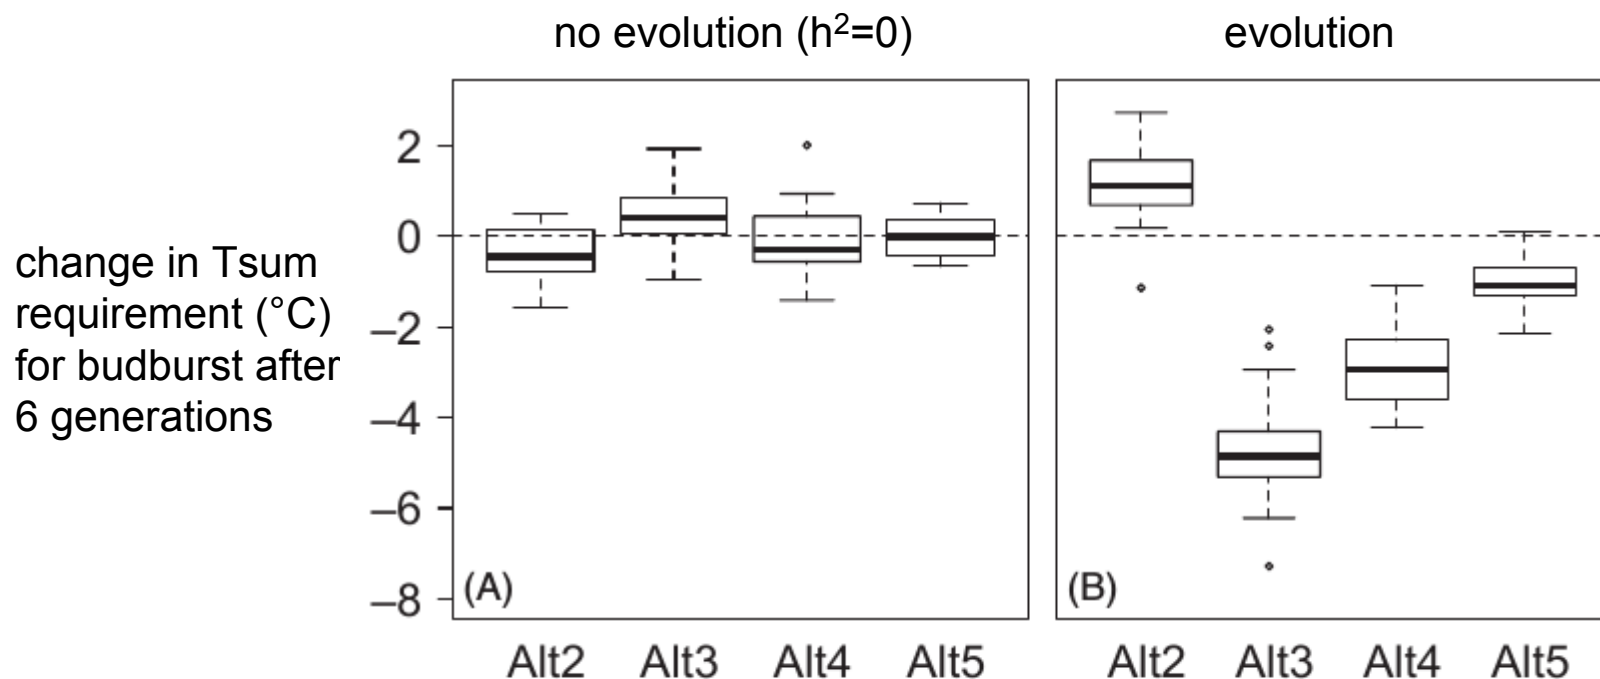 no evolution (h²=0)
evolution
change in Tsum
requirement (°C)
for budburst after
6 generations
2
0
–2
–4
–6
–8
(A)
(B)
Alt2 Alt3 Alt4 Alt5
Alt2 Alt3 Alt4 Alt5